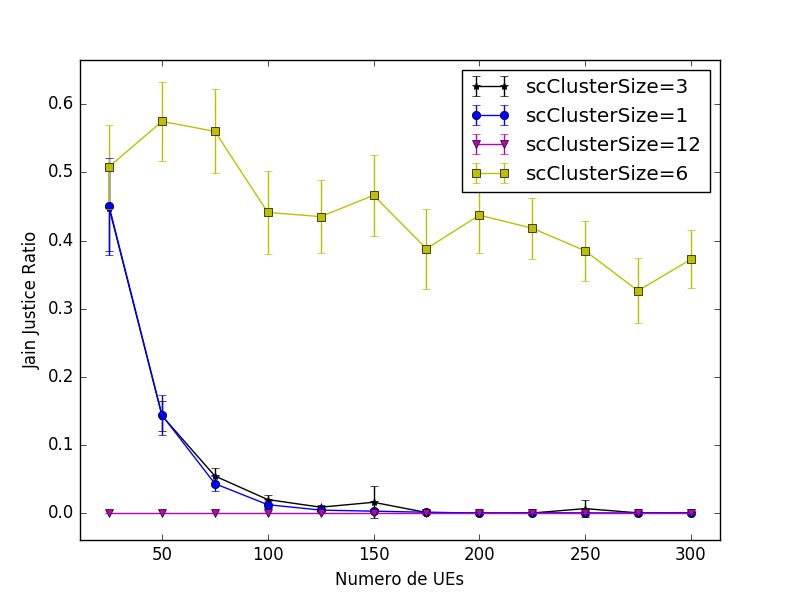 scClusterSize=3
scClusterSize=1
scClusterSize=12
scClusterSize=6
Jain Justice Ratio
0.6
0.5
0.4
0.3
0.2
0.1
0.0
50 100 150 200 250 300
Numero de UEs